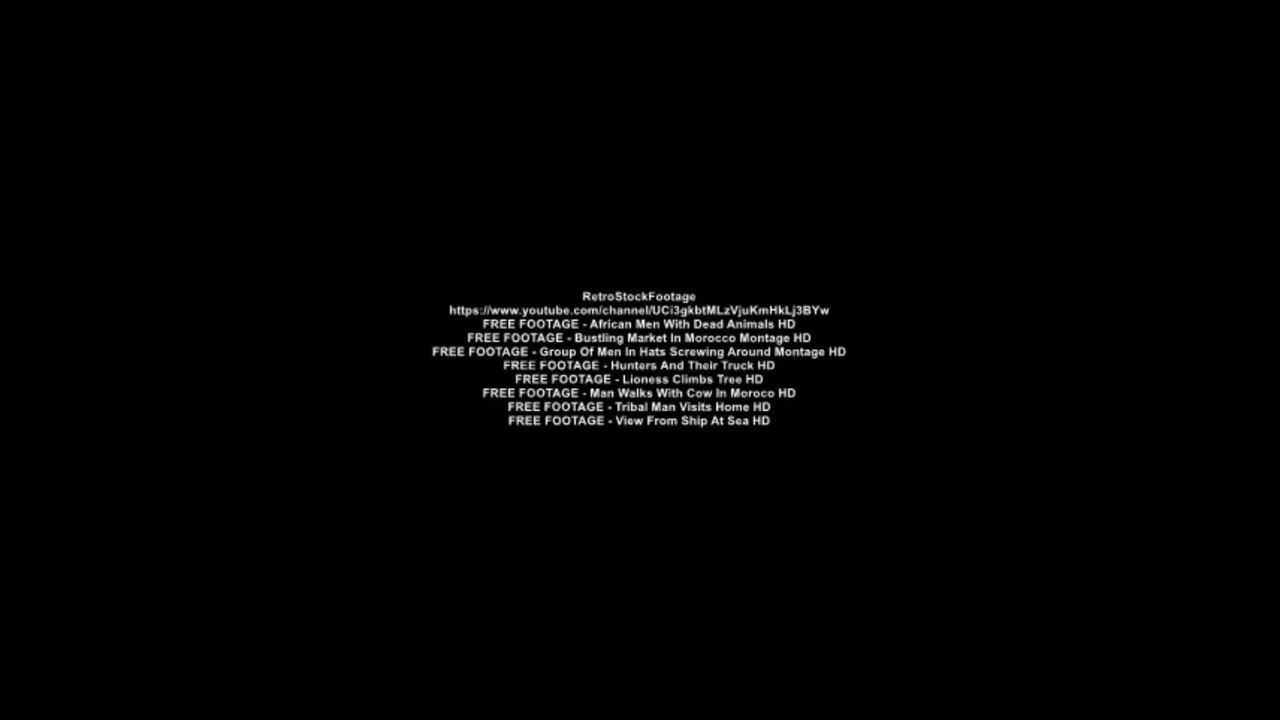 RetroStockFootage
https://www.youtube.com/channel/UCi3gkbtMLzVjuKmHkLj3BYw
FREE FOOTAGE - African Men With Dead Animals HD
FREE FOOTAGE - Bustling Market In Morocco Montage HD
FREE FOOTAGE - Group Of Men In Hats Screwing Around Montage HD
FREE FOOTAGE - Hunters And Their Truck HD
FREE FOOTAGE - Lioness Climbs Tree HD
FREE FOOTAGE - Man Walks With Cow In Moroco HD
FREE FOOTAGE - Tribal Man Visits Home HD
FREE FOOTAGE - View From Ship At Sea HD